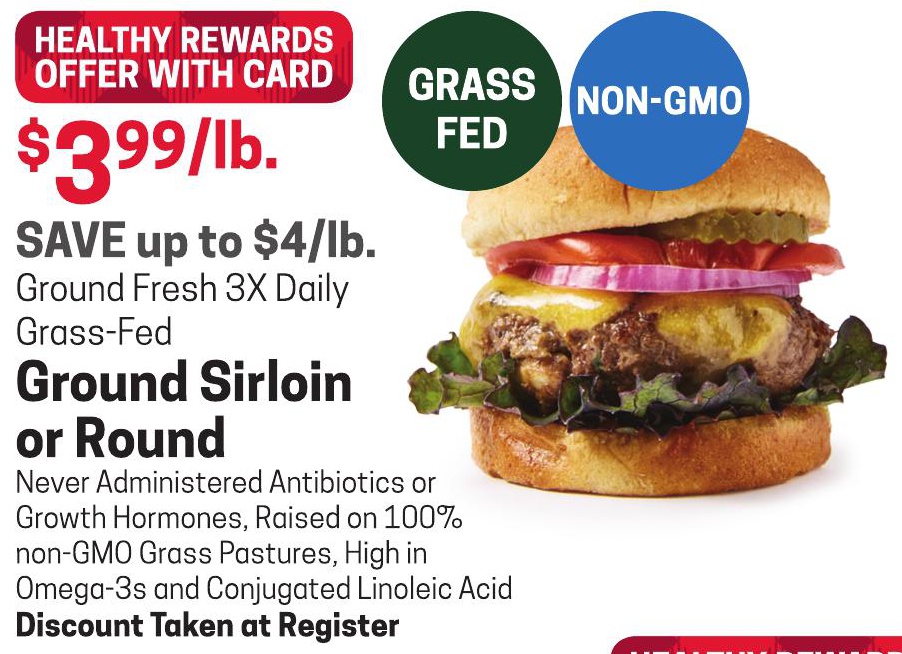 HEALTHY REWARDS
OFFER WITH CARD
$399/lb.
SAVE up to $4/lb.
Ground Fresh 3X Daily
Grass-Fed
Ground Sirloin
or Round
Never Administered Antibiotics or
Growth Hormones, Raised on 100%
non-GMO Grass Pastures, High in
Omega-3s and Conjugated Linoleic Acid
Discount Taken at Register
GRASS
FED
NON-GMO